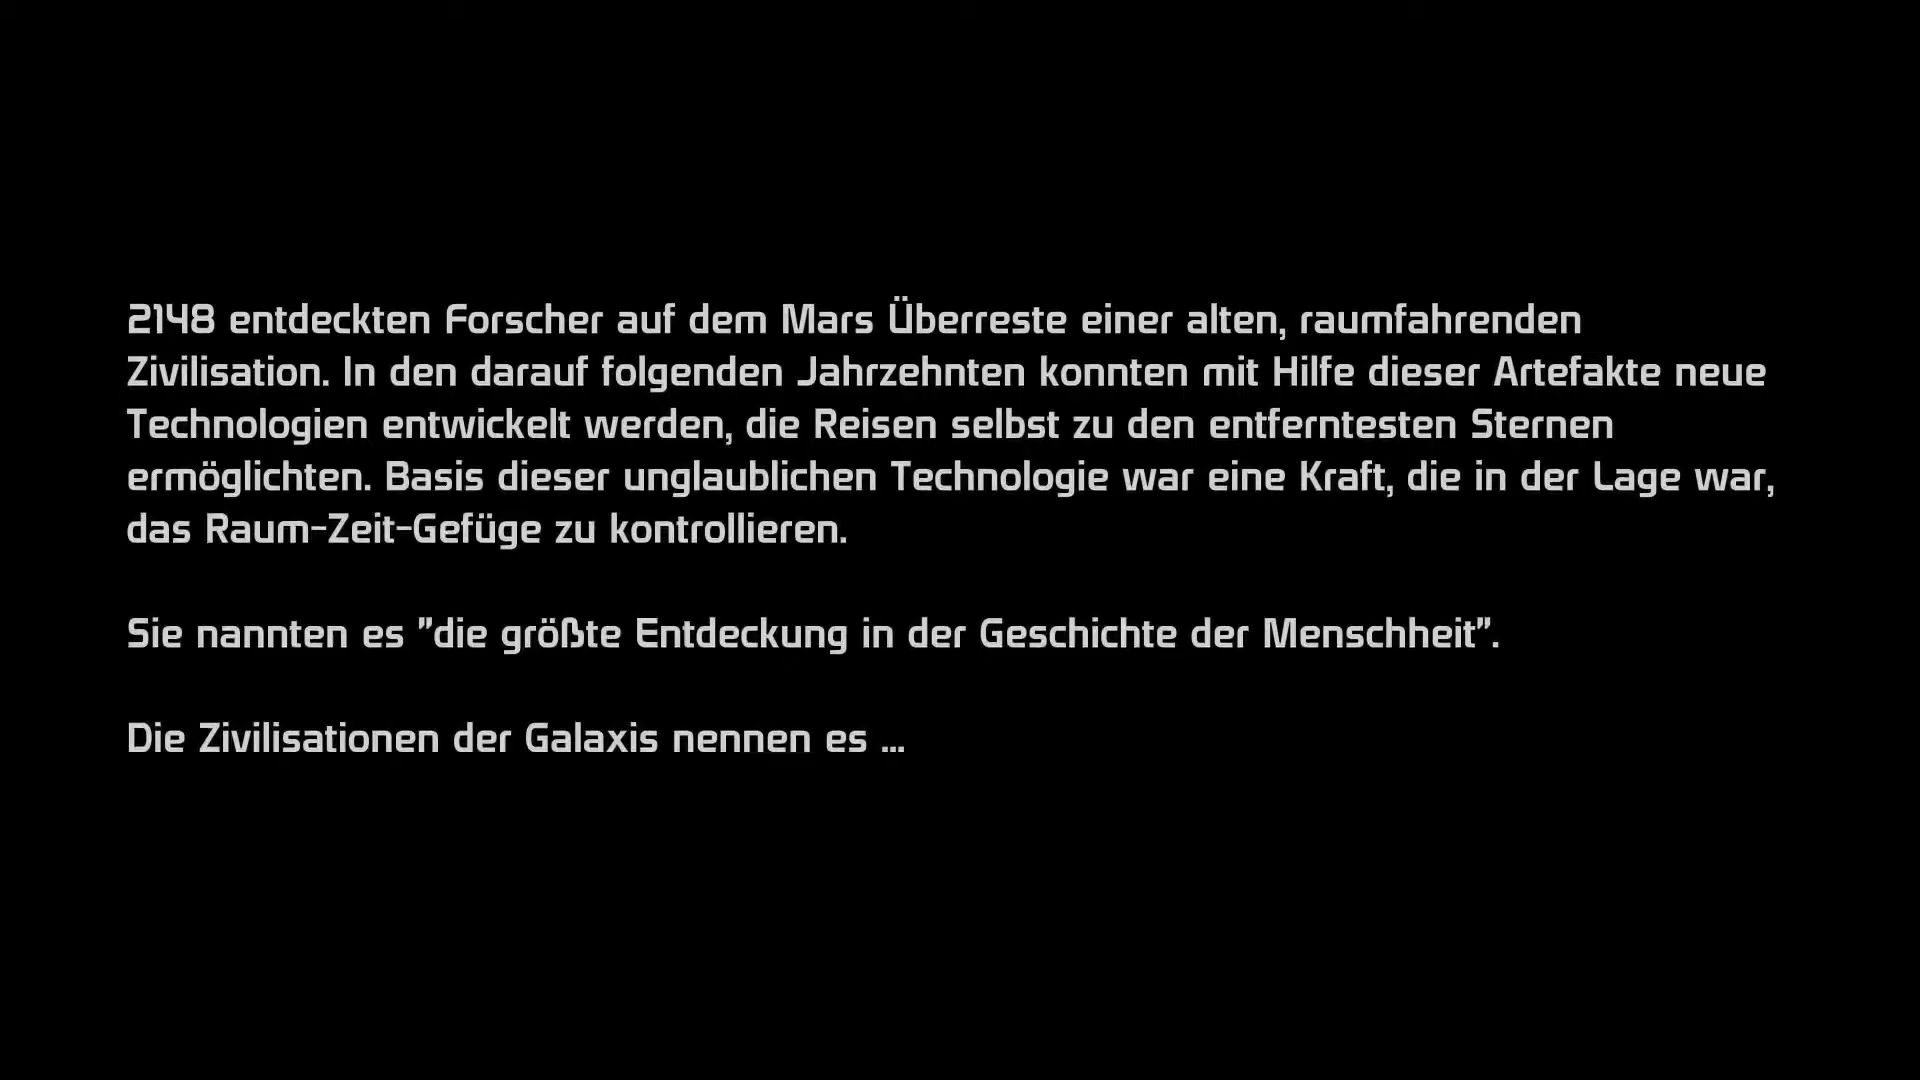 2148 entdeckten Forscher auf dem Mars Überreste einer alten, raumfahrenden
Zivilisation. In den darauf folgenden Jahrzehnten konnten mit Hilfe dieser Artefakte neue
Technologien entwickelt werden, die Reisen selbst zu den entferntesten Sternen
ermöglichten. Basis dieser unglaublichen Technologie war eine Kraft, die in der Lage war,
das Raum-Zeit-Gefüge zu kontrollieren.
Sie nannten es "die größte Entdeckung in der Geschichte der Menschheit".
Die Zivilisationen der Galaxis nennen es ...